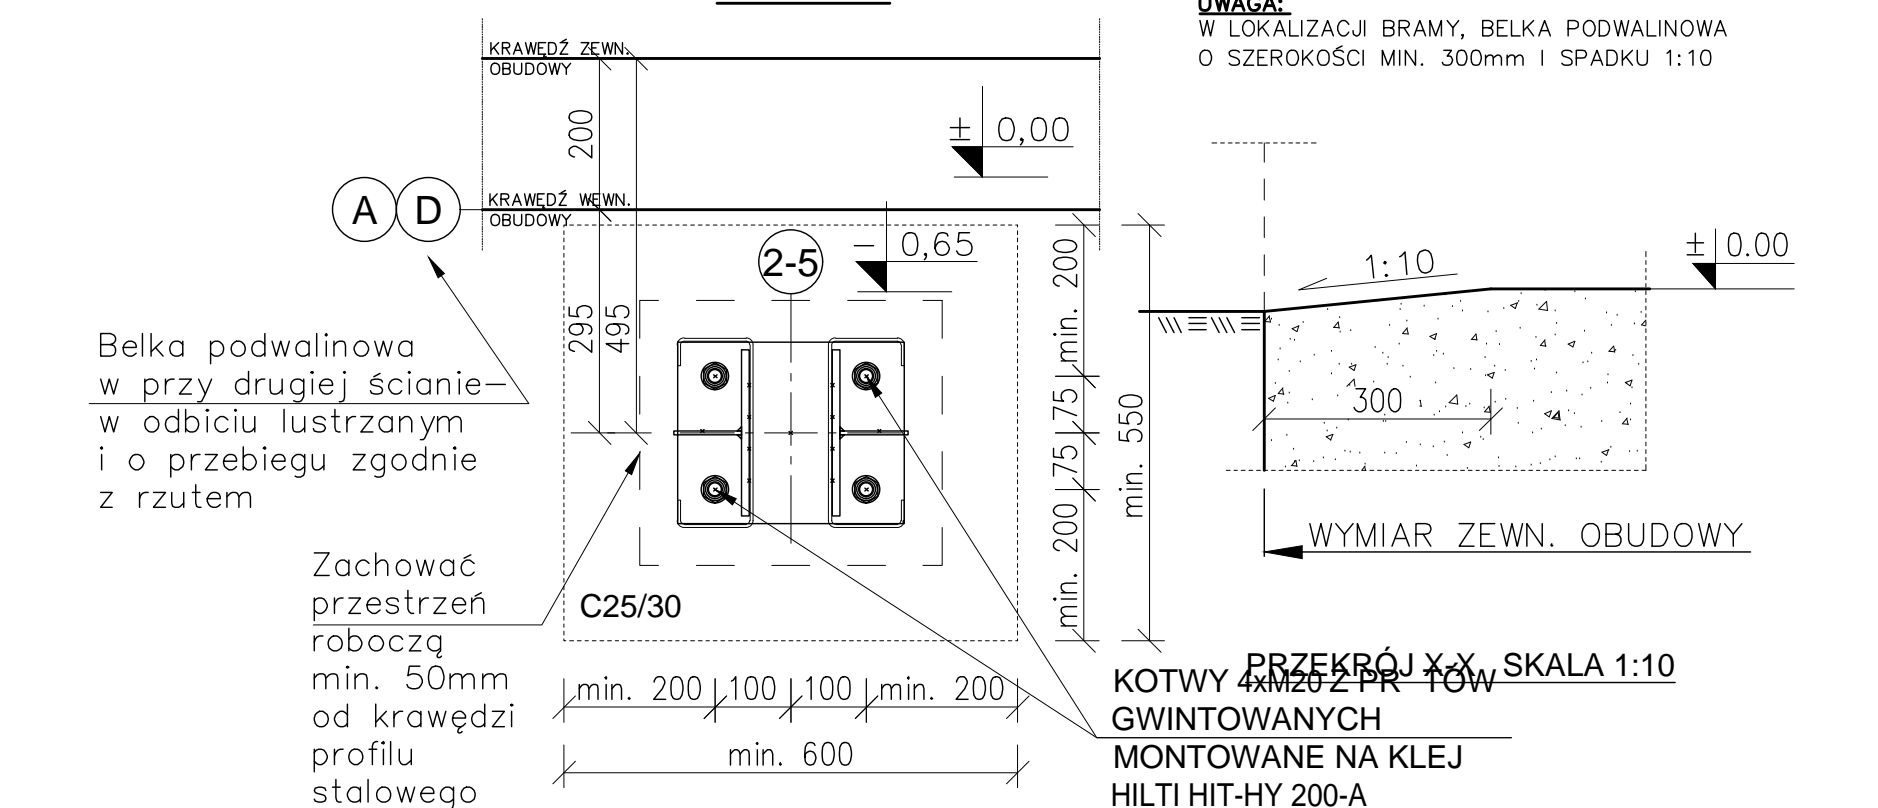 UWAGA:
W LOKALIZACJI BRAMY, BELKA PODWALINOWA
O SZEROKOŚCI MIN. 300mm I SPADKU 1:10
KRAWĘDŹ ZEWN.
OBUDOWY
200
± 0,00
KRAWĘDŹ WEWN.
OBUDOWY
A D
2-5
- 0,65
295
495
min. 200
75
75
min. 200
min. 550
Belka podwalinowa
w przy drugiej ścianie
w odbiciu lustrzanym
i o przebiegu zgodnie
z rzutem
1:10
± 0.00
300
WYMIAR ZEWN. OBUDOWY
Zachować
przestrzeń
roboczą
min. 50mm
od krawędzi
profilu
stalowego
C25/30
min. 200 100 100 min. 200
min. 600
PRZEKRÓJ X-X SKALA 1:10
KOTWY 4xM20 Z PR TÓW
GWINTOWANYCH
MONTOWANE NA KLEJ
HILTI HIT-HY 200-A